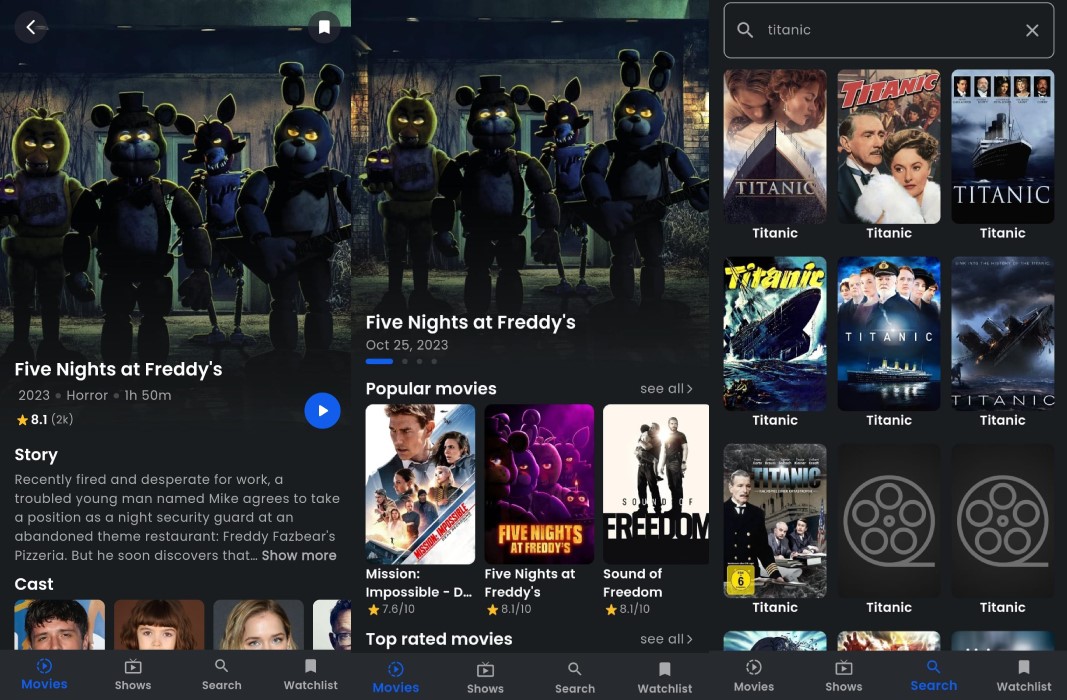 Five Nights at Freddy's
2023 • Horror • 1h 50m
8.1 (2k)
Story
Recently fired and desperate for work, a
troubled young man named Mike agrees to take
a position as a night security guard at an
abandoned theme restaurant: Freddy Fazbear's
Pizzeria. But he soon discovers that... Show more
Cast
Movies
Shows
Search
Watchlist
Five Nights at Freddy's
Oct 25, 2023
Popular movies
see all
MISSION: IMPOSSIBLE
FIVE NIGHTS
AT FREDDY'S
SOUND OF
FREEDOM
Mission:
Impossible - D...
7.6/10
Five Nights at
Freddy's
8.1/10
Sound of
Freedom
8.1/10
Top rated movies
see all
Movies
Shows
Search
Watchlist
titanic
TITANIC
TITANIC
TITANIC
Titanic
Titanic
Titanic
Titanic
TITANIC
TITANIC
Titanic
Titanic
Titanic
TITANIC
6
Titanic
Titanic
Titanic
Movies
Shows
Search
Watchlist